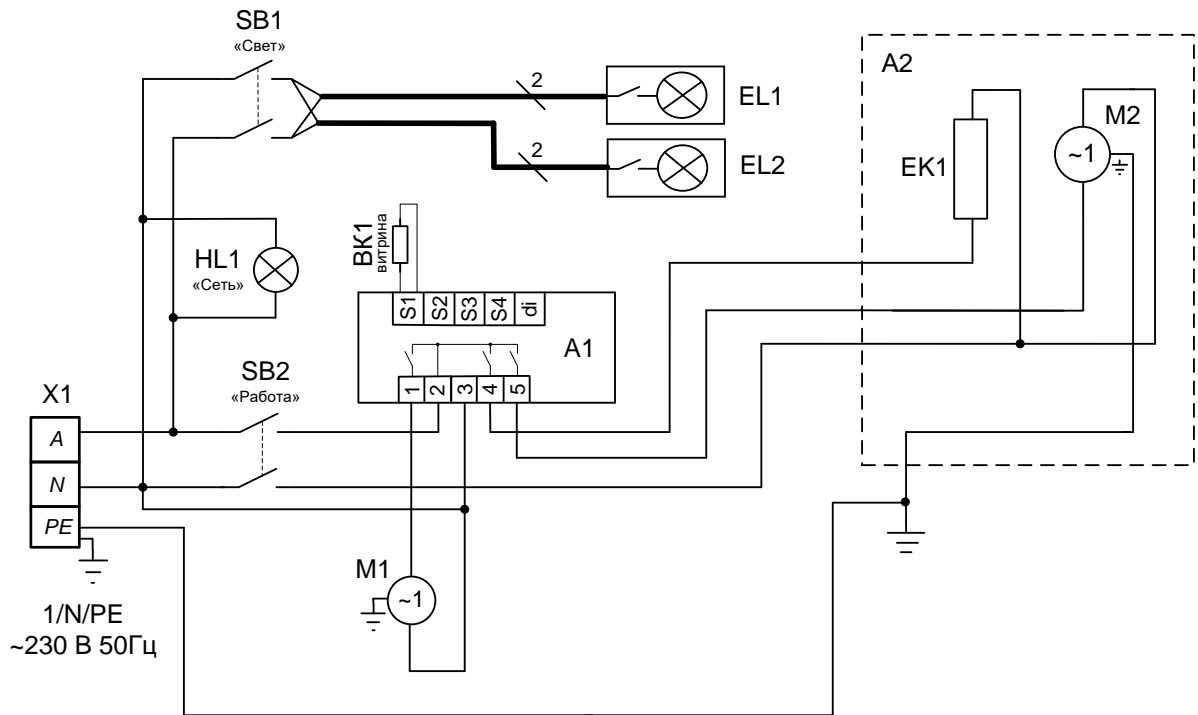 SB1
«Свет»
2
EL1
2
EL2
A2
M2
~1
EK1
HL1
«Сеть»
BK1
витрина
S1 S2 S3 S4 di
A1
1 2 3 4 5
SB2
«Работа»
X1
A
N
PE
M1
~1
1/N/PE
~230 В 50Гц